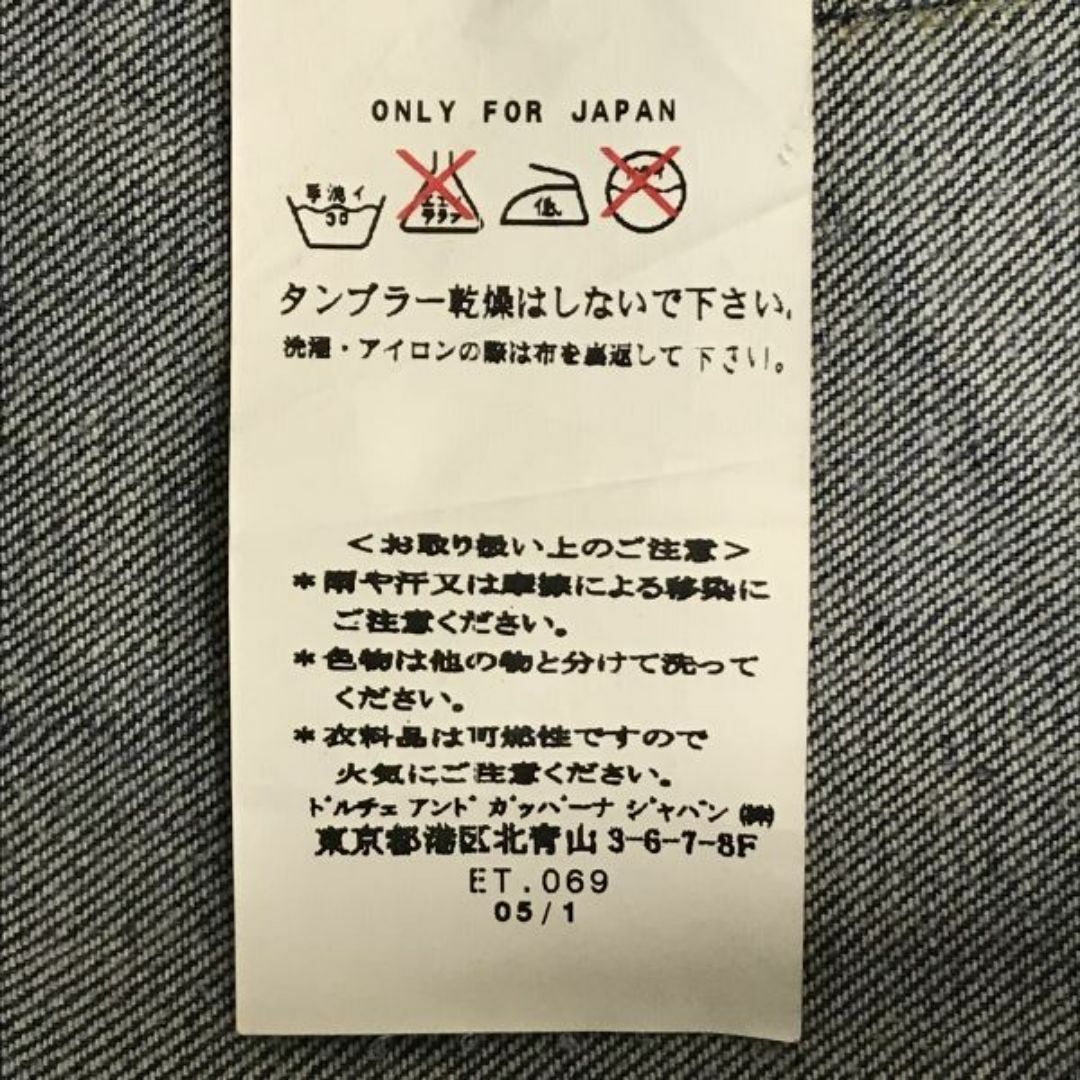 ONLY FOR JAPAN
手洗イ
30
エンソ
サラシ
低
ドライ
タンブラー乾燥はしないで下さい.
洗濯・アイロンの際は布を裏返して下さい。
<お取り扱い上のご注意>
*雨や汗又は摩擦による移染に
ご注意ください。
*色物は他の物と分けて洗って
ください。
*衣料品は可燃性ですので
火気にご注意ください。
ドルチェ アンド ガッバーナ ジャパン ㈱
東京都港区北青山3-6-7-8F
ET.069
05/1